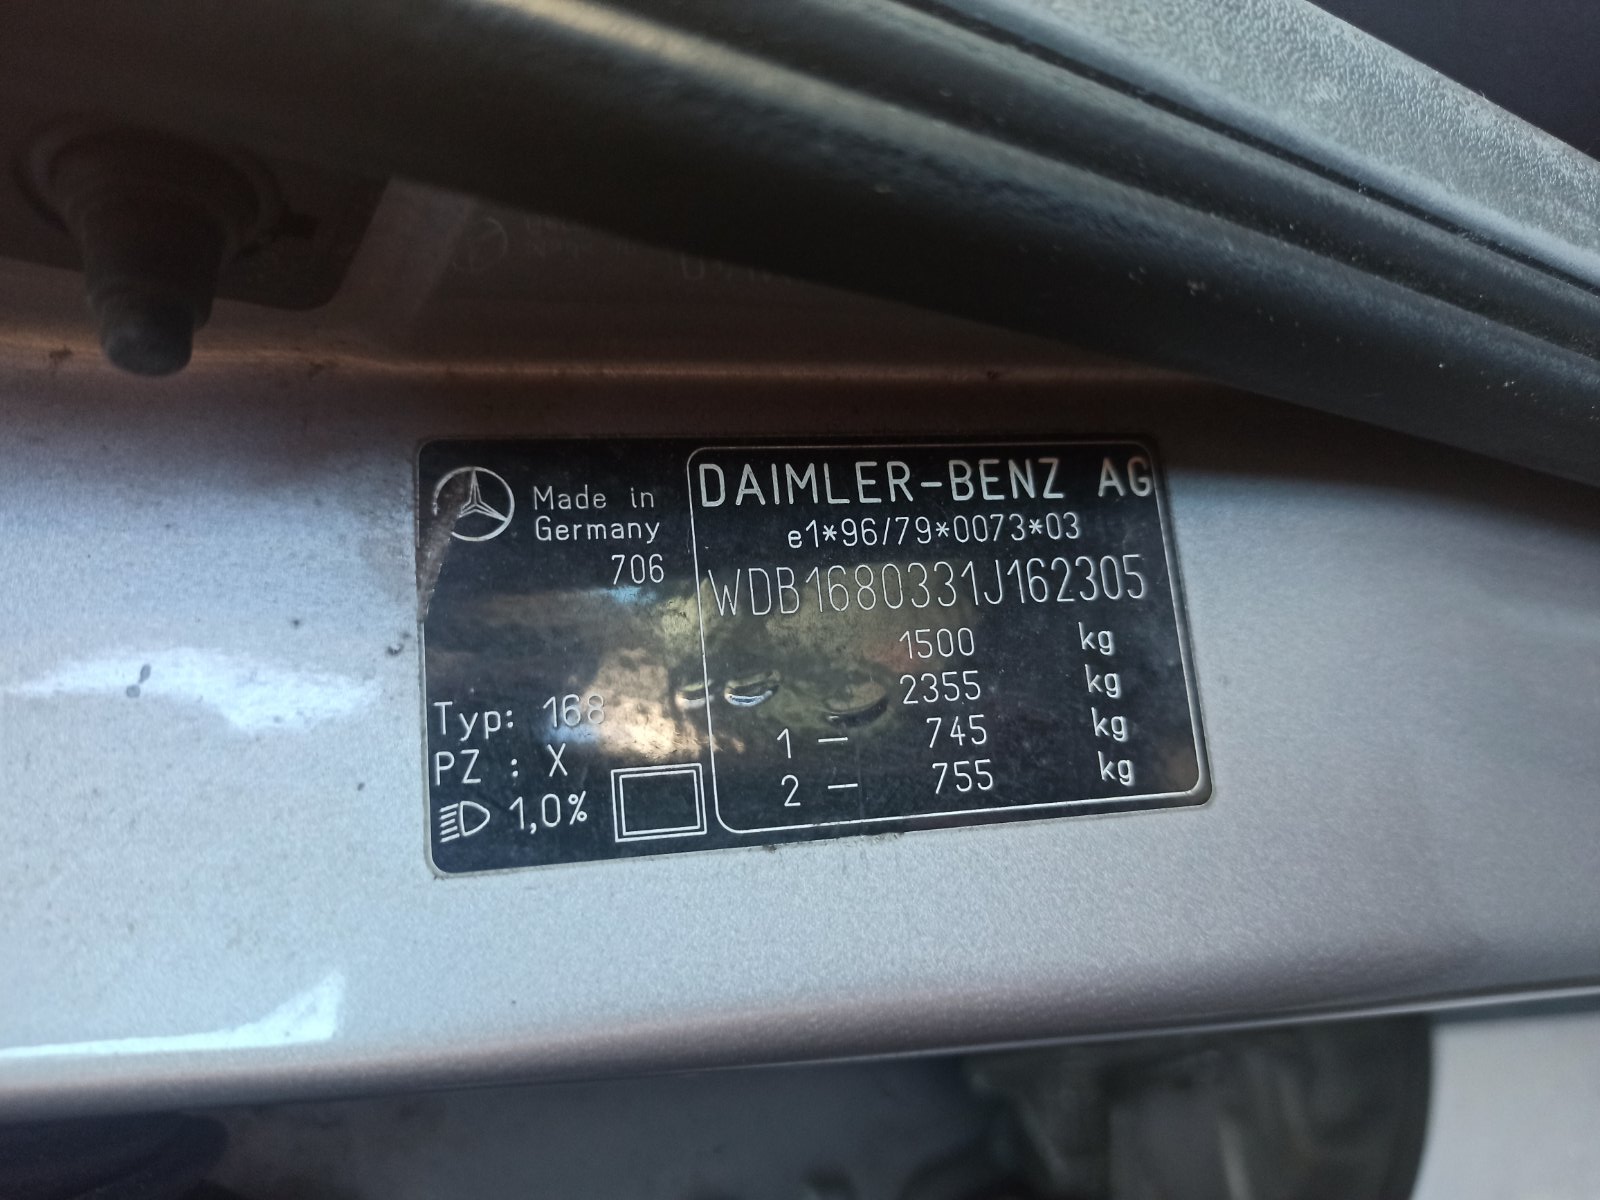 Made in
Germany
706
Typ: 168
PZ : X
1,0%
DAIMLER-BENZ AG
e1*96/79*0073*03
WDB1680331J162305
1500 kg
2355 kg
1 — 745 kg
2 — 755 kg